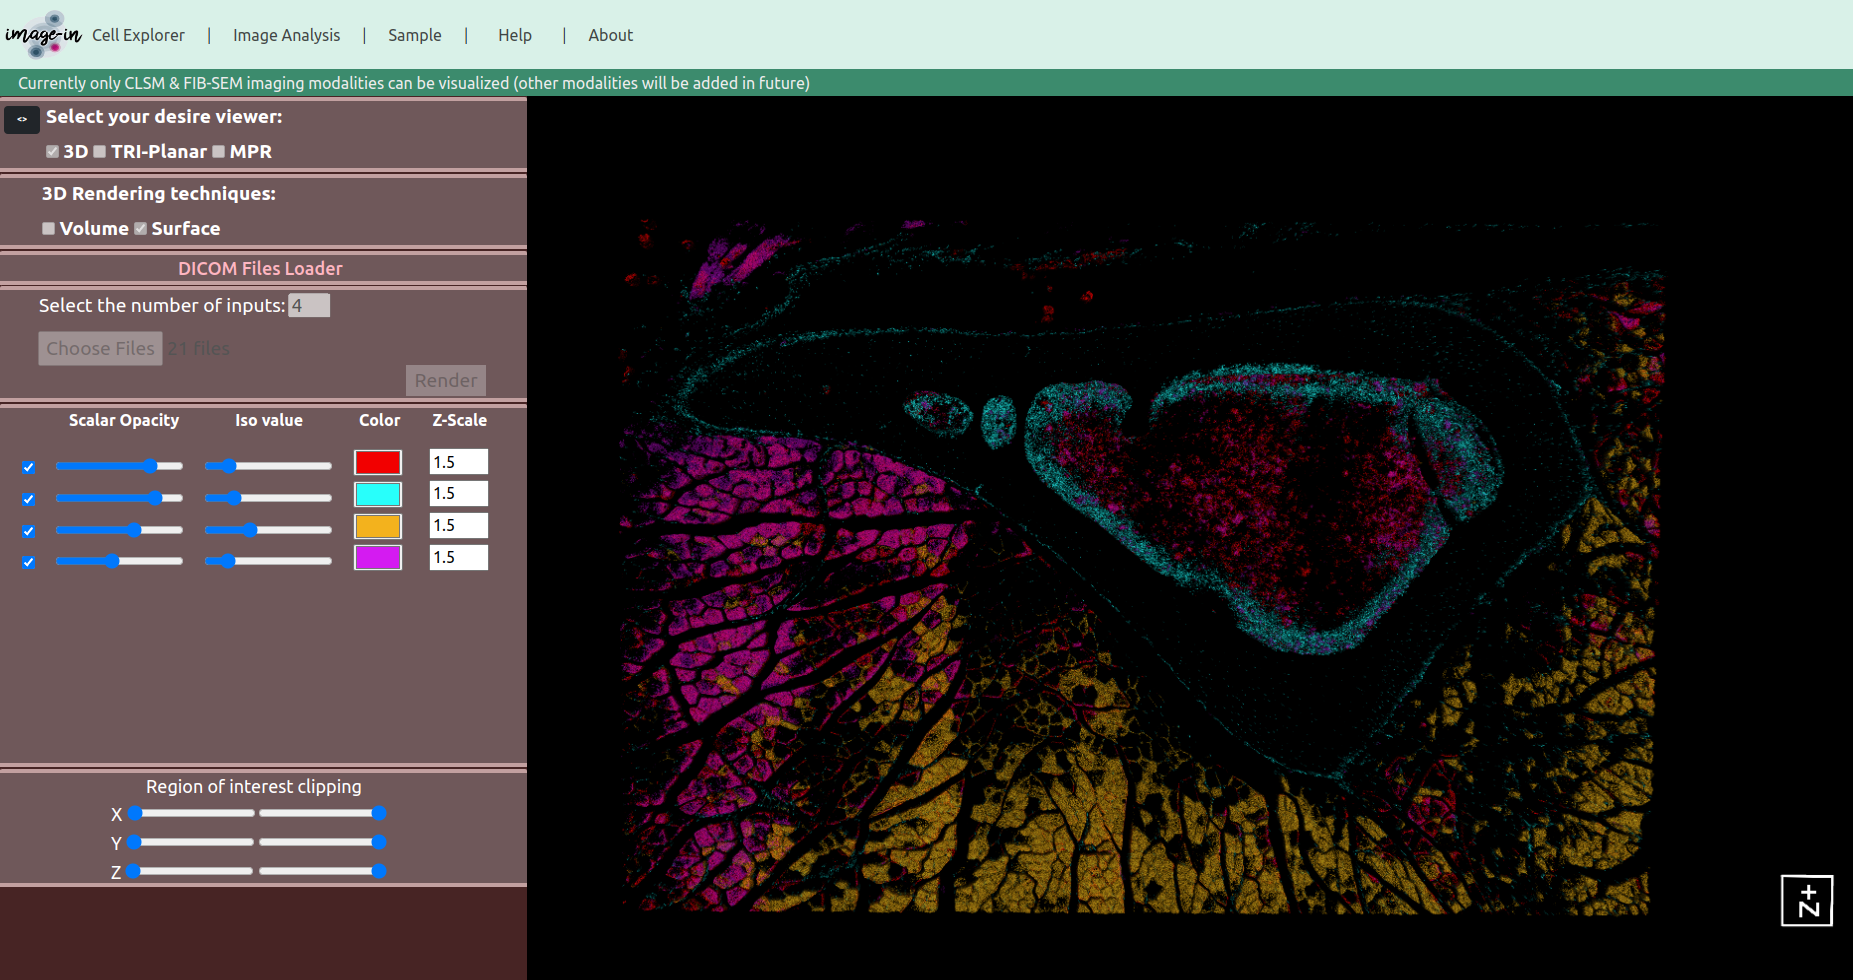 image-in Cell Explorer | Image Analysis | Sample | Help | About
Currently only CLSM & FIB-SEM imaging modalities can be visualized (other modalities will be added in future)
<> Select your desire viewer:
3D TRI-Planar MPR
3D Rendering techniques:
Volume Surface
DICOM Files Loader
Select the number of inputs: 4
Choose Files 21 files
Render
Scalar Opacity Iso value Color Z-Scale
1.5
1.5
1.5
1.5
Region of interest clipping
X
Y
Z
+Z